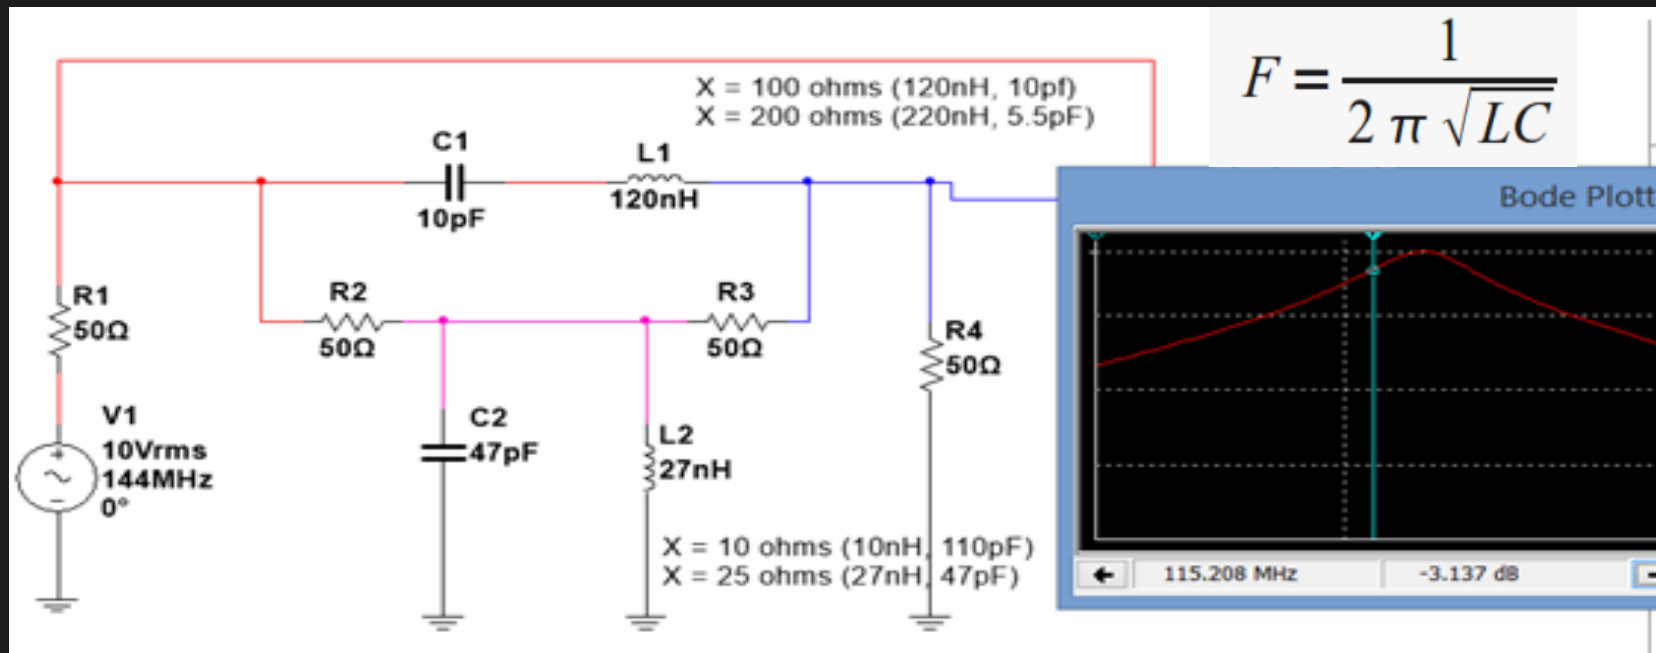 X = 100 ohms (120nH, 10pf)
X = 200 ohms (220nH, 5.5pF)
F = 1 / 2 π √LC
C1
10pF
L1
120nH
Bode Plott
R1
50Ω
R2
50Ω
R3
50Ω
R4
50Ω
V1
10Vrms
144MHz
0°
C2
47pF
L2
27nH
X = 10 ohms (10nH, 110pF)
X = 25 ohms (27nH, 47pF)
115.208 MHz
-3.137 dB